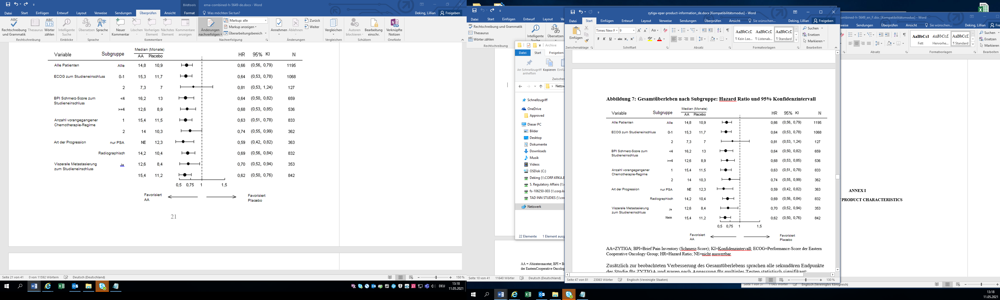 Bildtools
ema-combined-h-5649-de.docx - Word
Datei Start Einfügen Entwurf Layout Verweise Sendungen Überprüfen Ansicht Format Was möchten Sie tun? Deking, Lillian Freigeben
Rechtschreibung und Grammatik
Thesaurus
Wörter zählen
Intelligente Suche
Übersetzen
Sprache
Neuer Kommentar
Löschen
Vorheriges Element
Nächstes Element
Kommentare anzeigen
Änderungen nachverfolgen
Markup: alle
Markup anzeigen
Überarbeitungsbereich
Annehmen
Ablehnen
Zurück
Weiter
Vergleichen
Autoren blockieren
Bearbeitung einschr.
Verknüpfte Notizen
Rechtschreibung Einblicke Sprache Kommentare Nachverfolgung Änderungen Vergleichen Schützen OneNote
Median (Monate)
Variable Subgruppe AA Placebo HR 95% KI N
Alle Patienten Alle 14,8 10,9 0,66 (0,56, 0,79) 1195
ECOG zum Studieneinschluss 0-1 15,3 11,7 0,64 (0,53, 0,78) 1068
2 7,3 7 0,81 (0,53, 1,24) 127
BPI Schmerz-Score zum Studieneinschluss <4 16,2 13 0,64 (0,50, 0,82) 659
>=4 12,6 8,9 0,68 (0,53, 0,85) 536
Anzahl vorangegangener Chemotherapie-Regime 1 15,4 11,5 0,63 (0,51, 0,78) 833
2 14 10,3 0,74 (0,55, 0,99) 362
Art der Progression nur PSA NE 12,3 0,59 (0,42, 0,82) 363
Radiographisch 14,2 10,4 0,69 (0,56, 0,84) 832
Viszerale Metastasierung zum Studieneinschluss Ja 12,6 8,4 0,70 (0,52, 0,94) 353
15,4 11,2 0,62 (0,50, 0,76) 842
0,5 0,75 1 1,5
Favorisiert AA
Favorisiert Placebo
21
Seite 21 von 41 0 von 11592 Wörtern Deutsch (Deutschland) 150 %
DEU 13:18
11.05.2021
Datei Start Einfügen Entwurf Layout
Rechtschreibung und Grammatik
Thesaurus
Wörter zählen
Rechtschreibung
Intelligente Suche
Übersetzen
Archive
Datei Start Freigeben
An Schnellzugriff anheften
Kopieren
Schnellzugriff
OneDrive
Approved
Dieser PC
Bilder
Desktop
Dokumente
Downloads
Musik
Videos
OSDisk (C:)
Netzwerk
22 Elemente
AA = Abirateronacetat; BPI = B
der EasternCooperative Oncolog
Seite 10 von 41 11640 Wörter Deutsch (Deutschland)
zytiga-epar-product-information_de.docx [Kompatibilitätsmodus] - Word
Datei Start Einfügen Entwurf Layout Verweise Sendungen Überprüfen Ansicht Sie wünschen... Deking, Lillian Freigeben
Einfügen
Times New F 9
F K U abc
AaBbCcD AaBbCcD AaBbCcD
¶ Kein Lee... ¶ Listenab... ¶ Standard
Suchen
Ersetzen
Markieren
Zwischenablage Schriftart Absatz Formatvorlagen Bearbeiten
Abbildung 7: Gesamtüberleben nach Subgruppe: Hazard Ratio und 95% Konfidenzintervall
Median (Monate)
Variable Subgruppe AA Placebo HR 95% KI N
Alle Patienten Alle 14,8 10,9 0,66 (0,56, 0,79) 1195
ECOG zum Studieneinschluss 0-1 15,3 11,7 0,64 (0,53, 0,78) 1068
2 7,3 7 0,81 (0,53, 1,24) 127
BPI Schmerz-Score zum Studieneinschluss <4 16,2 13 0,64 (0,50, 0,82) 659
>=4 12,6 8,9 0,68 (0,53, 0,85) 536
Anzahl vorangegangener Chemotherapie-Regime 1 15,4 11,5 0,63 (0,51, 0,78) 833
2 14 10,3 0,74 (0,55, 0,99) 362
Art der Progression nur PSA NE 12,3 0,59 (0,42, 0,82) 363
Radiographisch 14,2 10,4 0,69 (0,56, 0,84) 832
Viszerale Metastasierung zum Studieneinschluss Ja 12,6 8,4 0,70 (0,52, 0,94) 353
Nein 15,4 11,2 0,62 (0,50, 0,76) 842
0,5 0,75 1 1,5
Favorisiert AA
Favorisiert Placebo
AA=ZYTIGA; BPI=Brief Pain Inventory (Schmerz-Score); KI=Konfidenzintervall; ECOG=Performance-Score der Eastern
Cooperative Oncology Group; HR=Hazard Ratio; NE=nicht auswertbar
Zusätzlich zur beobachteten Verbesserung des Gesamtüberlebens sprachen alle sekundären Endpunkte
der Studie für ZYTIGA und waren nach Anpassung für multiples Testen statistisch signifikant:
Seite 47 von 81 23063 Wörter Englisch (Vereinigte Staaten) 130 %
ombined-h-5649_en_F.doc [Kompatibilitätsmodus] - Word
Sendungen Überprüfen Ansicht Sie wünschen... Deking, Lillian
AaBbCcI AaBbCcL AaBbCcD
Fett Hervorhe... ¶ Standard
Suchen
Ersetzen
Markieren
Absatz Formatvorlagen Bearbeiten
ANNEX I
PRODUCT CHARACTERISTICS
Seite 1 von 37 11965 Wörter Englisch (Vereinigtes Königreich)
13:18
11.05.2021